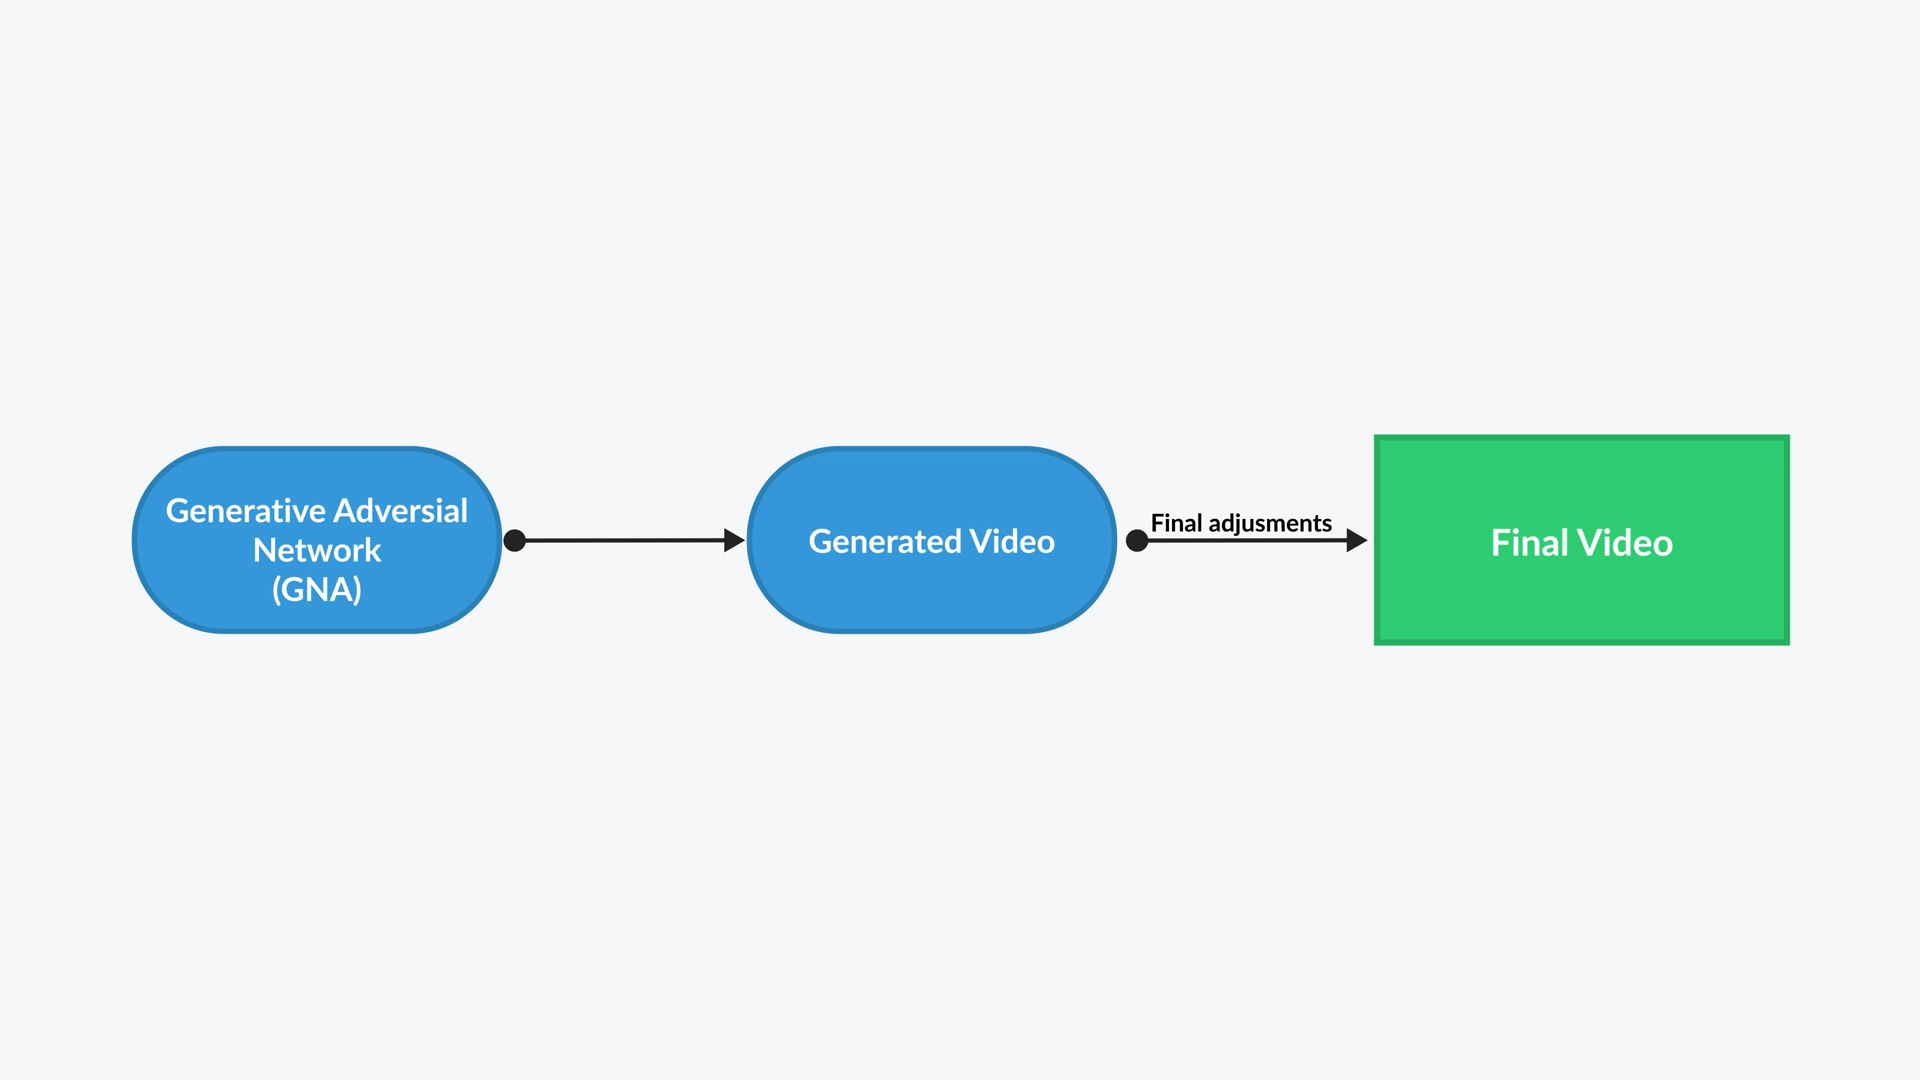 Generative Adversial
Network
(GNA)
Generated Video
Final adjusments
Final Video